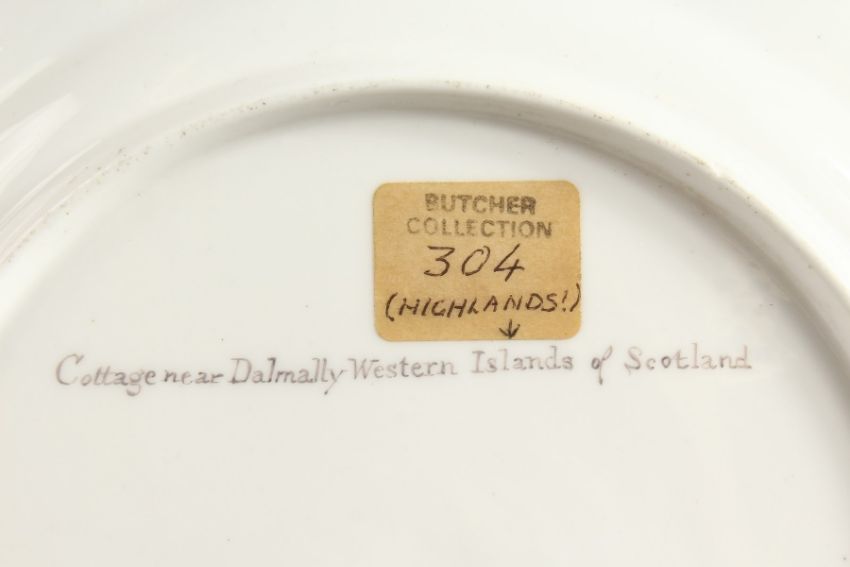 BUTCHER
COLLECTION
304
(HIGHLANDS!)
Cottage near Dalmally Western Islands of Scotland